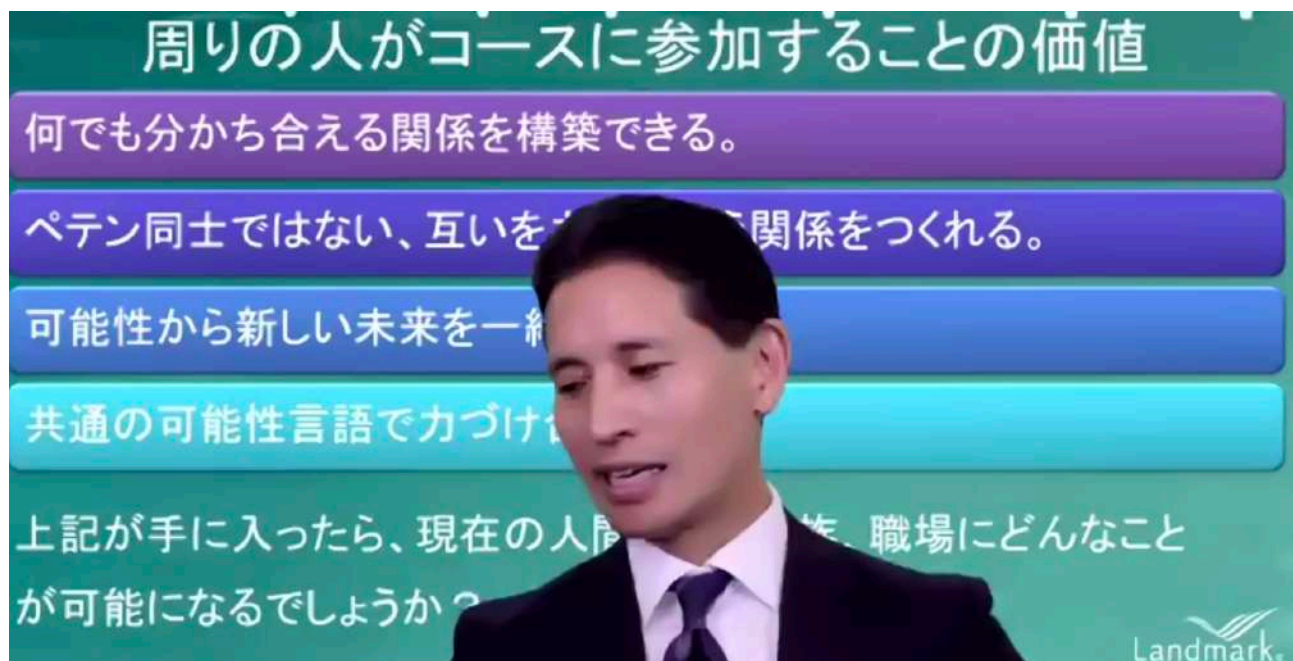 周りの人がコースに参加することの価値
何でも分かち合える関係を構築できる。
ペテン同士ではない、互いを 関係をつくれる。
可能性から新しい未来を一
共通の可能性言語で力づけ
上記が手に入ったら、現在の人 職場にどんなこと
が可能になるでしょうか?
Landmark.